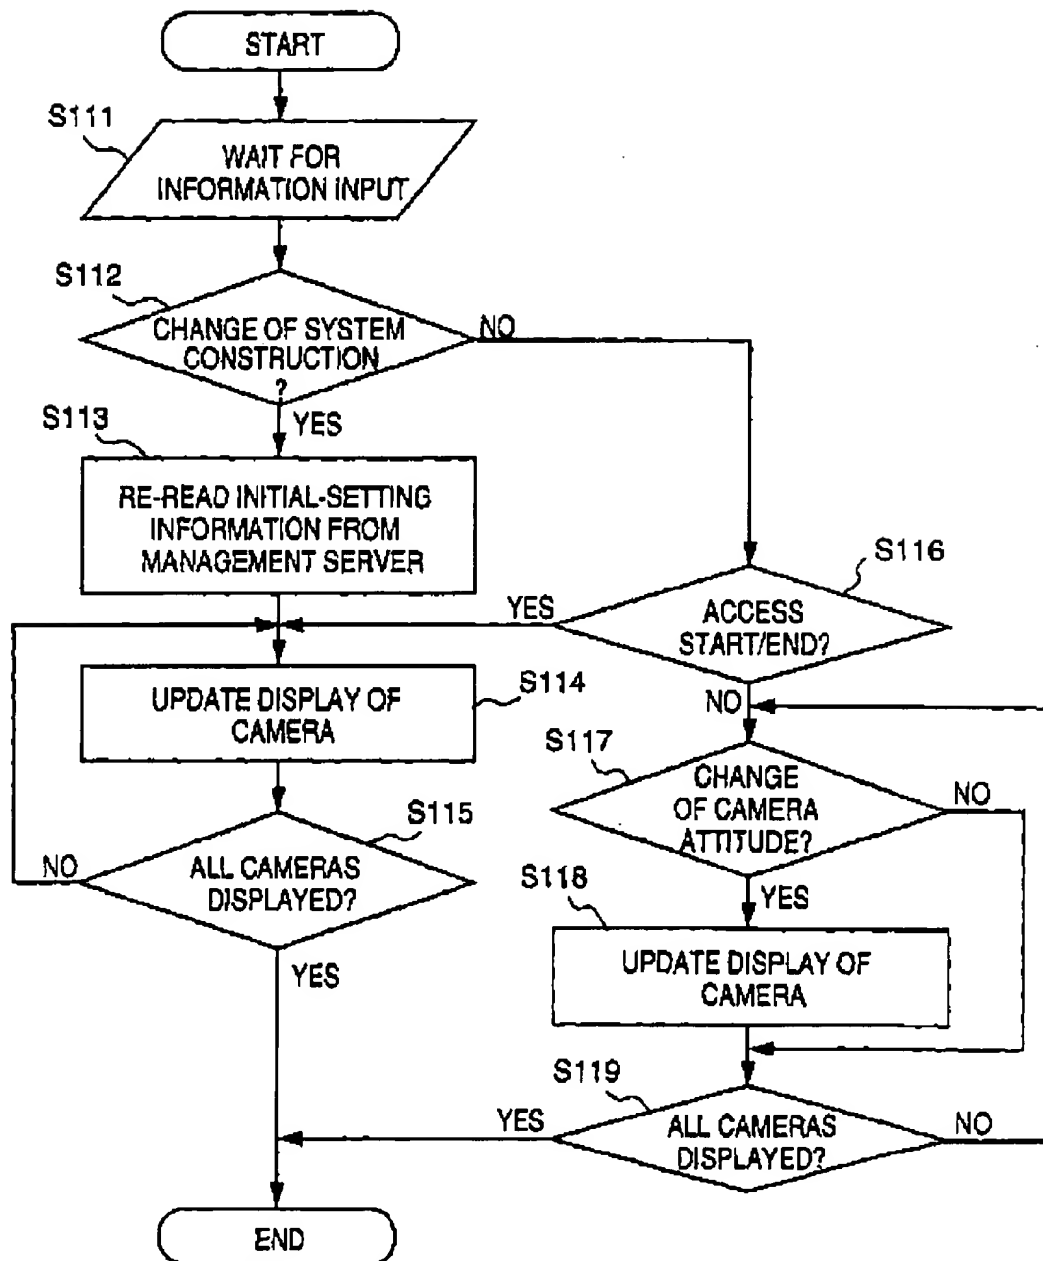 START
S111
WAIT FOR
INFORMATION INPUT
S112
CHANGE OF SYSTEM
CONSTRUCTION
?
NO
YES
S113
RE-READ INITIAL-SETTING
INFORMATION FROM
MANAGEMENT SERVER
S116
YES
ACCESS
START/END?
NO
S114
UPDATE DISPLAY OF
CAMERA
S117
CHANGE
OF CAMERA
ATTITUDE?
NO
YES
S115
NO
ALL CAMERAS
DISPLAYED?
YES
S118
UPDATE DISPLAY OF
CAMERA
S119
YES
ALL CAMERAS
DISPLAYED?
NO
END